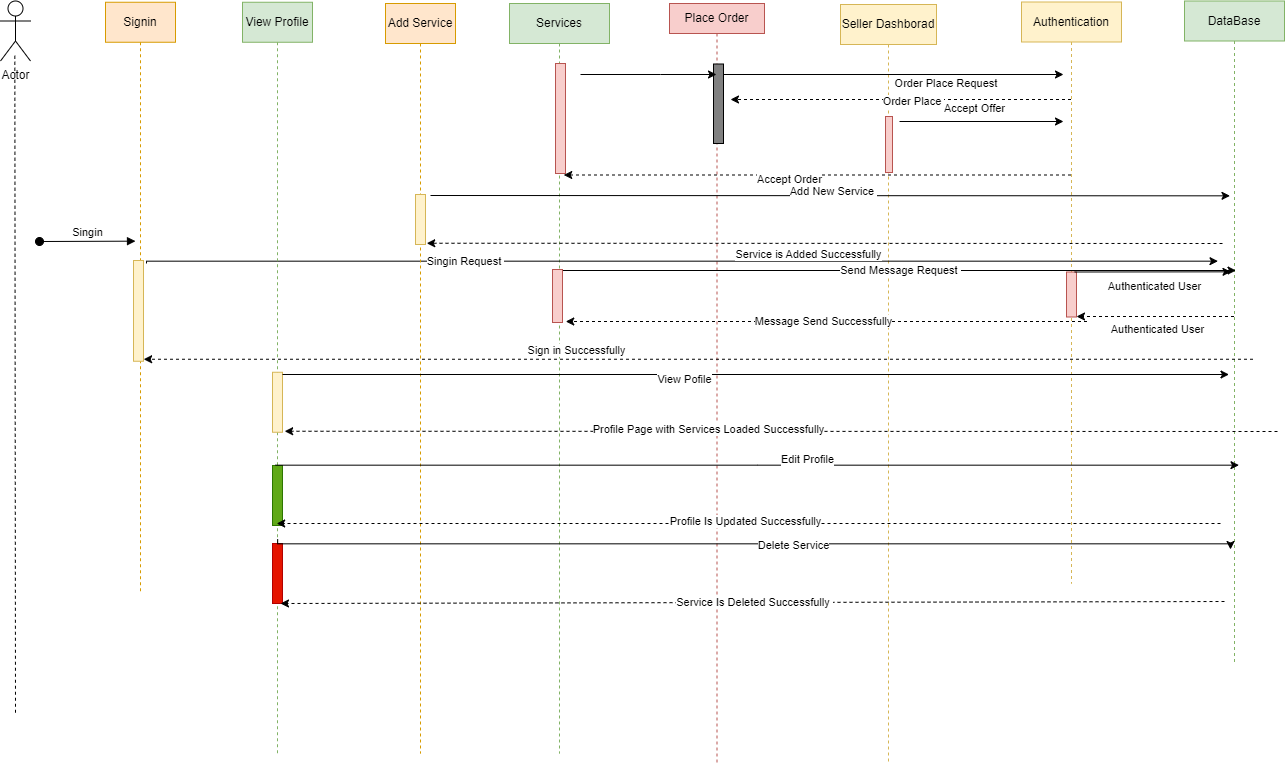 Signin
View Profile
Add Service
Services
Place Order
Seller Dashborad
Authentication
DataBase
Actor
Order Place Request
Order Place
Accept Offer
Accept Order
Add New Service
Singin
Service is Added Successfully
Singin Request
Send Message Request
Authenticated User
Message Send Successfully
Authenticated User
Sign in Successfully
View Pofile
Profile Page with Services Loaded Successfully
Edit Profile
Profile Is Updated Successfully
Delete Service
Service Is Deleted Successfully